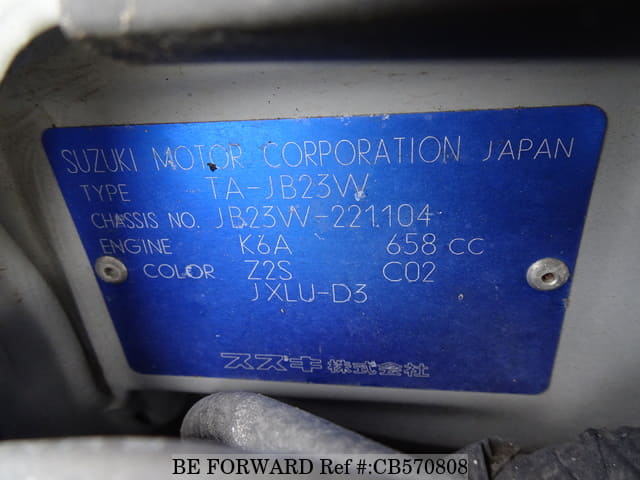 SUZUKI MOTOR CORPORATION JAPAN
TYPE TA-JB23W
CHASSIS NO. JB23W-221104
ENGINE K6A 658 CC
COLOR Z2S C02
JXLU-D3
スズキ株式会社
BE FORWARD Ref #CB570808